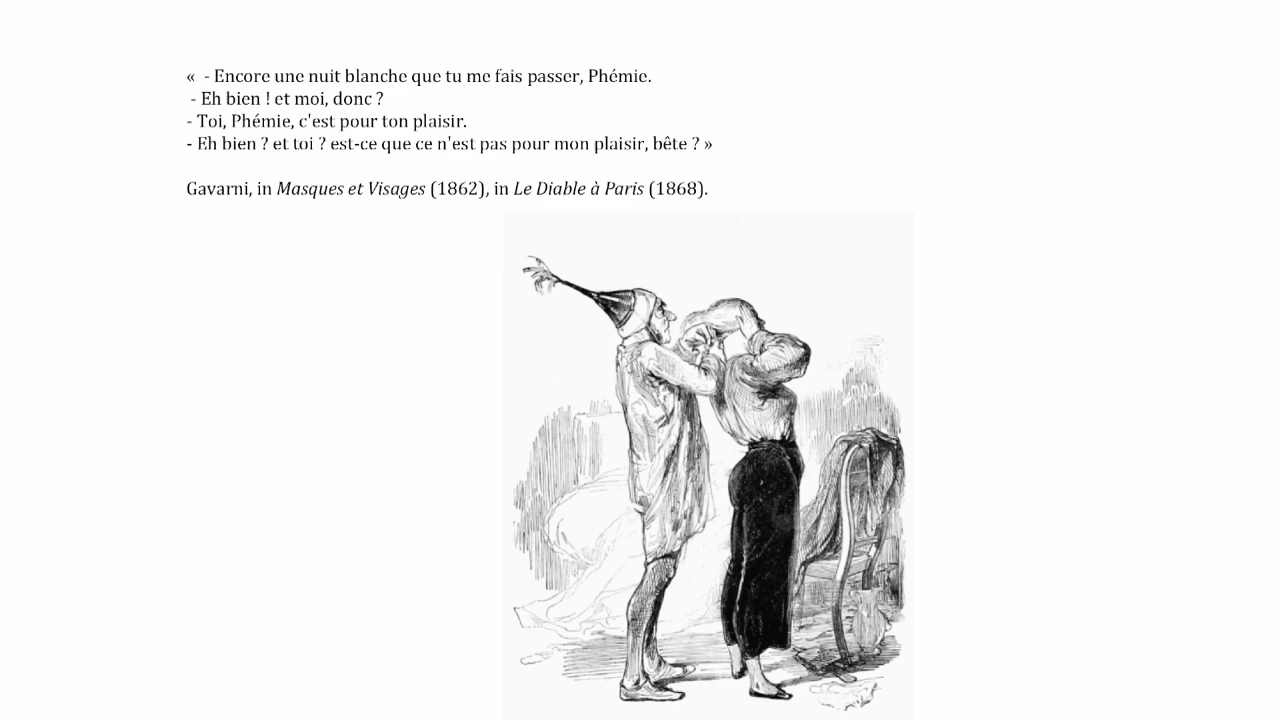 «  - Encore une nuit blanche que tu me fais passer, Phémie.
- Eh bien ! et moi, donc ?
- Toi, Phémie, c'est pour ton plaisir.
- Eh bien ? et toi ? est-ce que ce n'est pas pour mon plaisir, bête ? »
Gavarni, in Masques et Visages (1862), in Le Diable à Paris (1868).